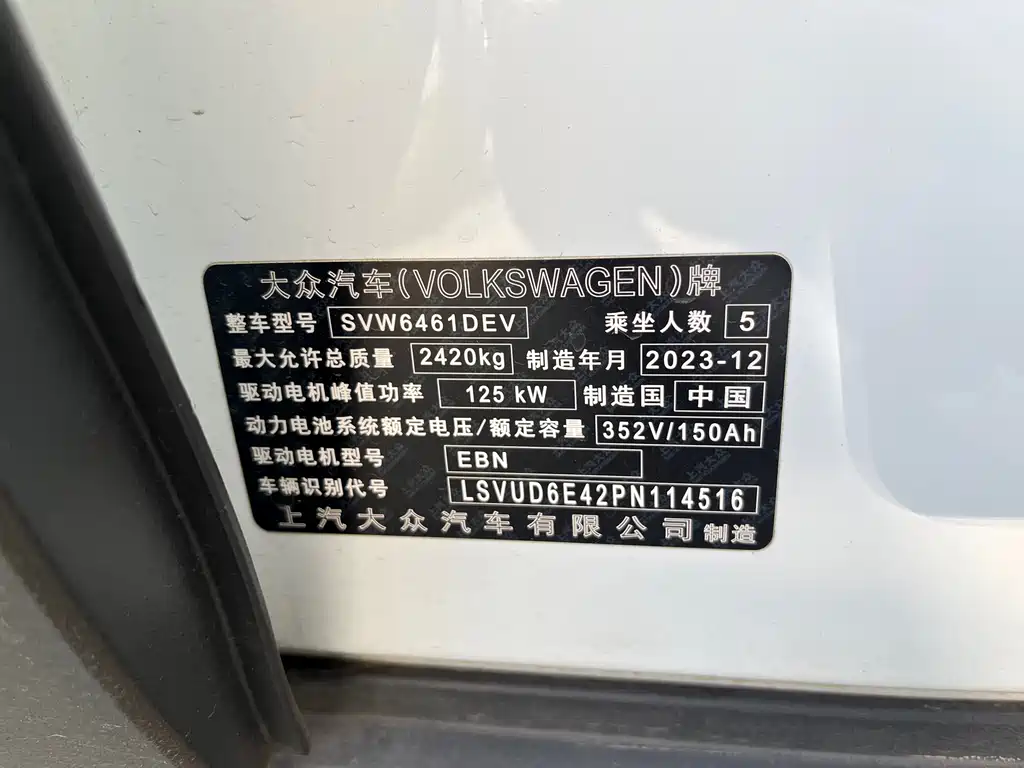 大众汽车(VOLKSWAGEN)牌
整车型号 SVW6461DEV 乘坐人数 5
最大允许总质量 2420kg 制造年月 2023-12
驱动电机峰值功率 125 kW 制造国 中国
动力电池系统额定电压/额定容量 352V/150Ah
驱动电机型号 EBN
车辆识别代号 LSVUD6E42PN114516
上汽大众汽车有限公司 制造